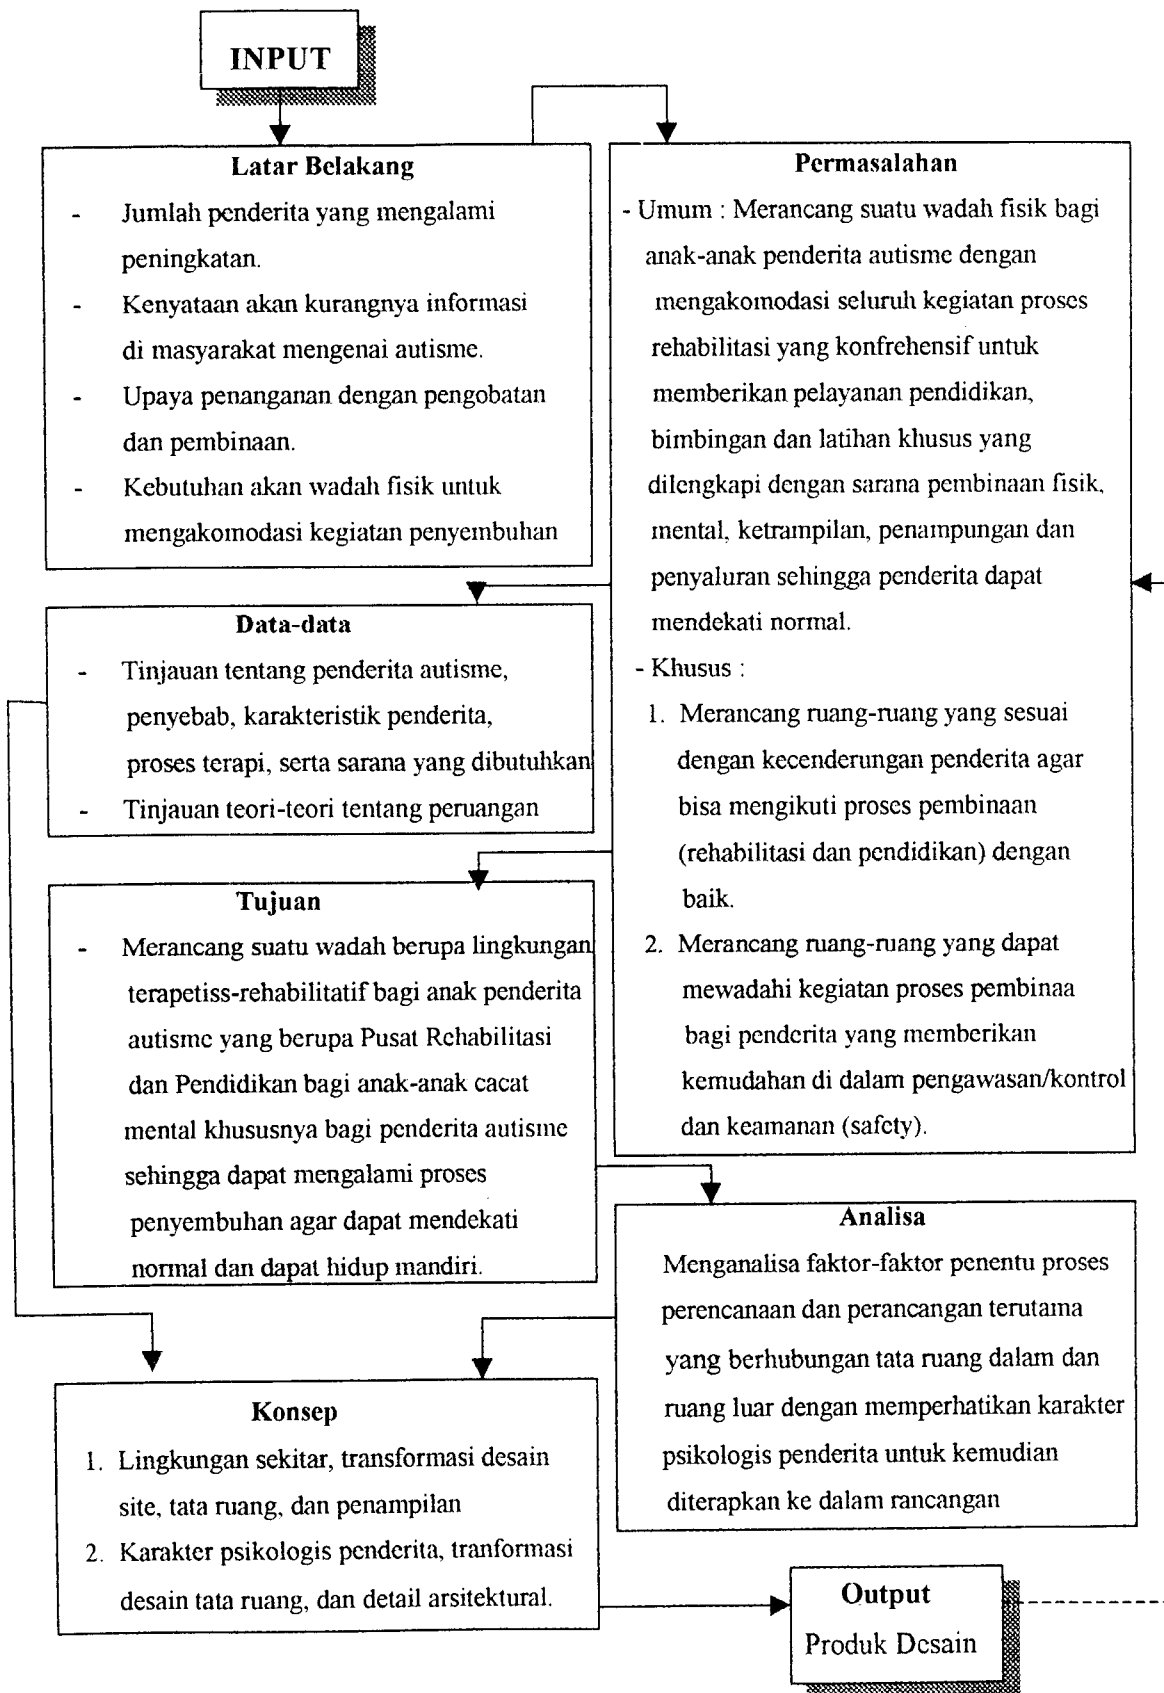 INPUT
Latar Belakang
- Jumlah penderita yang mengalami
peningkatan.
- Kenyataan akan kurangnya informasi
di masyarakat mengenai autisme.
- Upaya penanganan dengan pengobatan
dan pembinaan.
- Kebutuhan akan wadah fisik untuk
mengakomodasi kegiatan penyembuhan
Permasalahan
- Umum : Merancang suatu wadah fisik bagi
anak-anak penderita autisme dengan
mengakomodasi seluruh kegiatan proses
rehabilitasi yang konfrehensif untuk
memberikan pelayanan pendidikan,
bimbingan dan latihan khusus yang
dilengkapi dengan sarana pembinaan fisik,
mental, ketrampilan, penampungan dan
penyaluran sehingga penderita dapat
mendekati normal.
- Khusus :
1. Merancang ruang-ruang yang sesuai
dengan kecenderungan penderita agar
bisa mengikuti proses pembinaan
(rehabilitasi dan pendidikan) dengan
baik.
2. Merancang ruang-ruang yang dapat
mewadahi kegiatan proses pembinaa
bagi penderita yang memberikan
kemudahan di dalam pengawasan/kontrol
dan keamanan (safety).
Data-data
- Tinjauan tentang penderita autisme,
penyebab, karakteristik penderita,
proses terapi, serta sarana yang dibutuhkan
- Tinjauan teori-teori tentang peruangan
Tujuan
- Merancang suatu wadah berupa lingkungan
terapetiss-rehabilitatif bagi anak penderita
autisme yang berupa Pusat Rehabilitasi
dan Pendidikan bagi anak-anak cacat
mental khususnya bagi penderita autisme
sehingga dapat mengalami proses
penyembuhan agar dapat mendekati
normal dan dapat hidup mandiri.
Analisa
Menganalisa faktor-faktor penentu proses
perencanaan dan perancangan terutama
yang berhubungan tata ruang dalam dan
ruang luar dengan memperhatikan karakter
psikologis penderita untuk kemudian
diterapkan ke dalam rancangan
Konsep
1. Lingkungan sekitar, transformasi desain
site, tata ruang, dan penampilan
2. Karakter psikologis penderita, tranformasi
desain tata ruang, dan detail arsitektural.
Output
Produk Desain